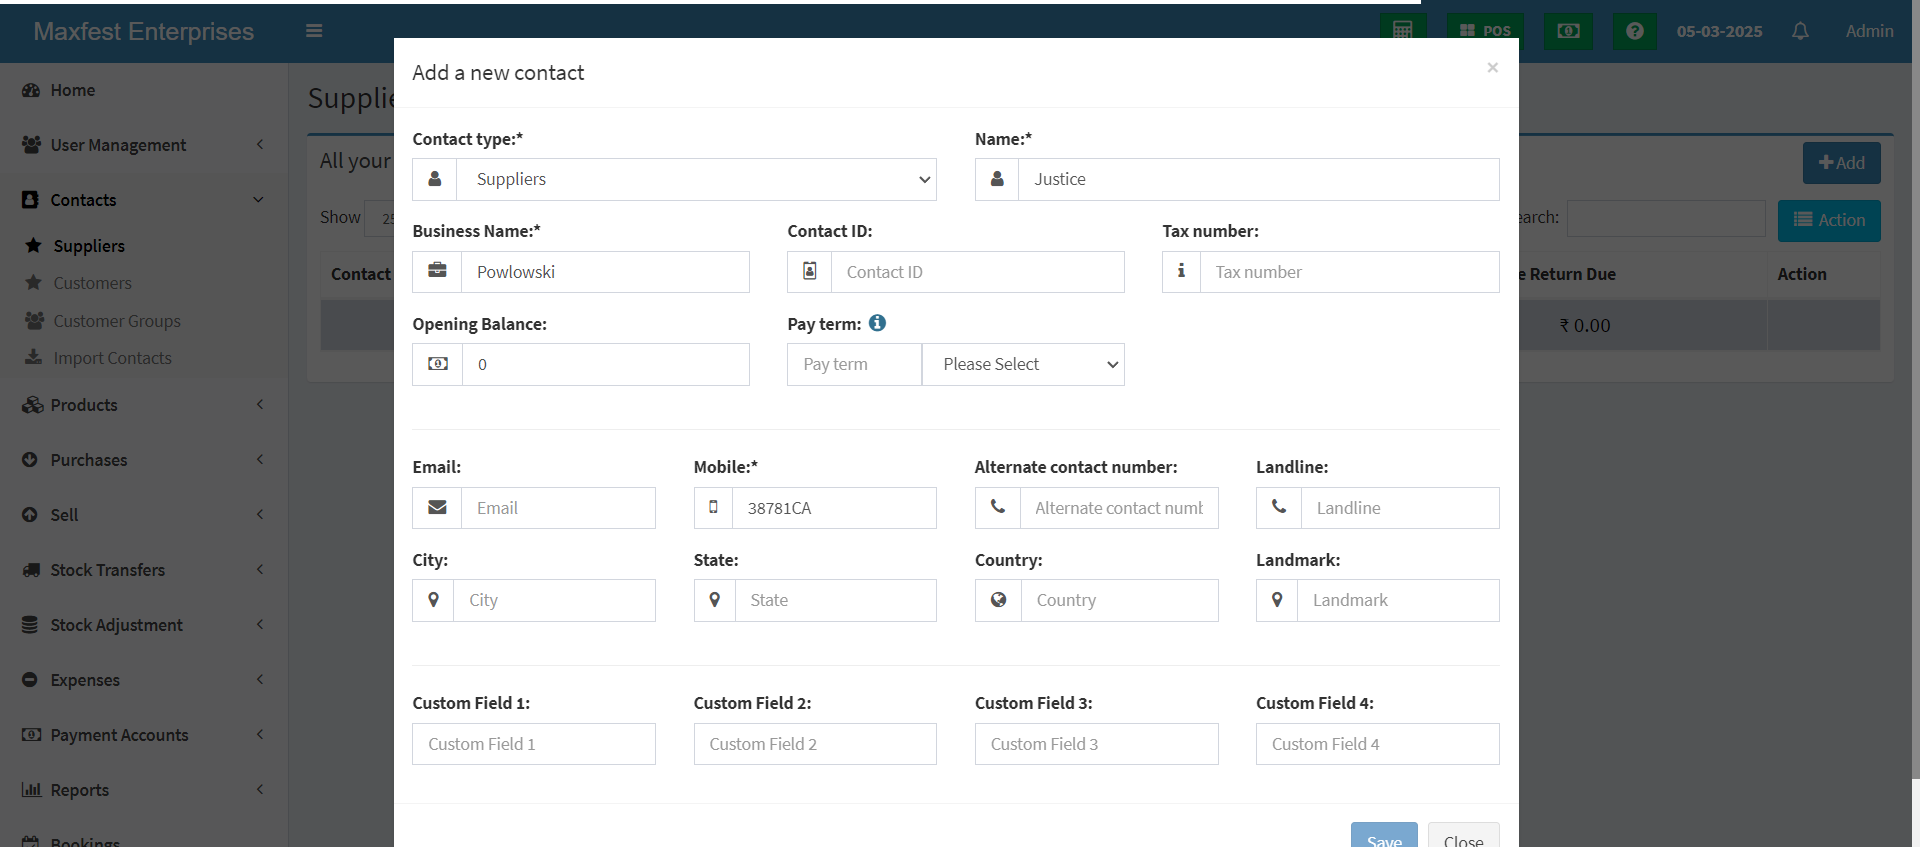 Maxfest Enterprises
POS
05-03-2025
Admin
Home
User Management
Contacts
Suppliers
Customers
Customer Groups
Import Contacts
Products
Purchases
Sell
Stock Transfers
Stock Adjustment
Expenses
Payment Accounts
Reports
Bookings
Supplie
All your
Add
Show 25
earch:
Action
Contact
e Return Due
Action
₹ 0.00
Add a new contact
×
Contact type:*
Name:*
Suppliers
Justice
Business Name:*
Contact ID:
Tax number:
Powlowski
Contact ID
Tax number
Opening Balance:
Pay term:
0
Pay term
Please Select
Email:
Mobile:*
Alternate contact number:
Landline:
Email
38781CA
Alternate contact numb
Landline
City:
State:
Country:
Landmark:
City
State
Country
Landmark
Custom Field 1:
Custom Field 2:
Custom Field 3:
Custom Field 4:
Custom Field 1
Custom Field 2
Custom Field 3
Custom Field 4
Save
Close